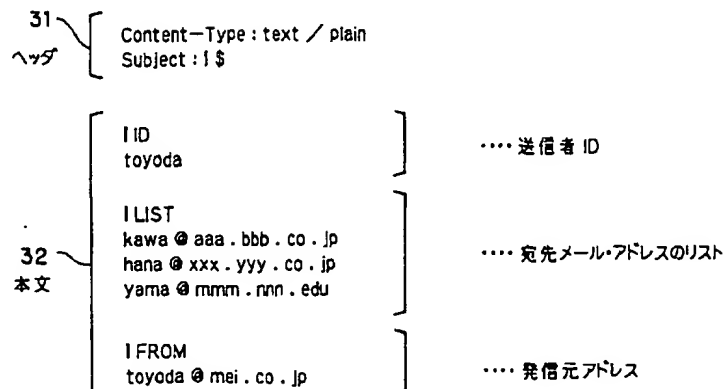 31
ヘッダ
Content-Type : text / plain
Subject : ! $
! ID
toyoda
‥‥ 送信者 ID
! LIST
kawa @ aaa . bbb . co . jp
hana @ xxx . yyy . co . jp
yama @ mmm . nnn . edu
‥‥ 宛先メール・アドレスのリスト
32
本文
! FROM
toyoda @ mei . co . jp
‥‥ 発信元アドレス